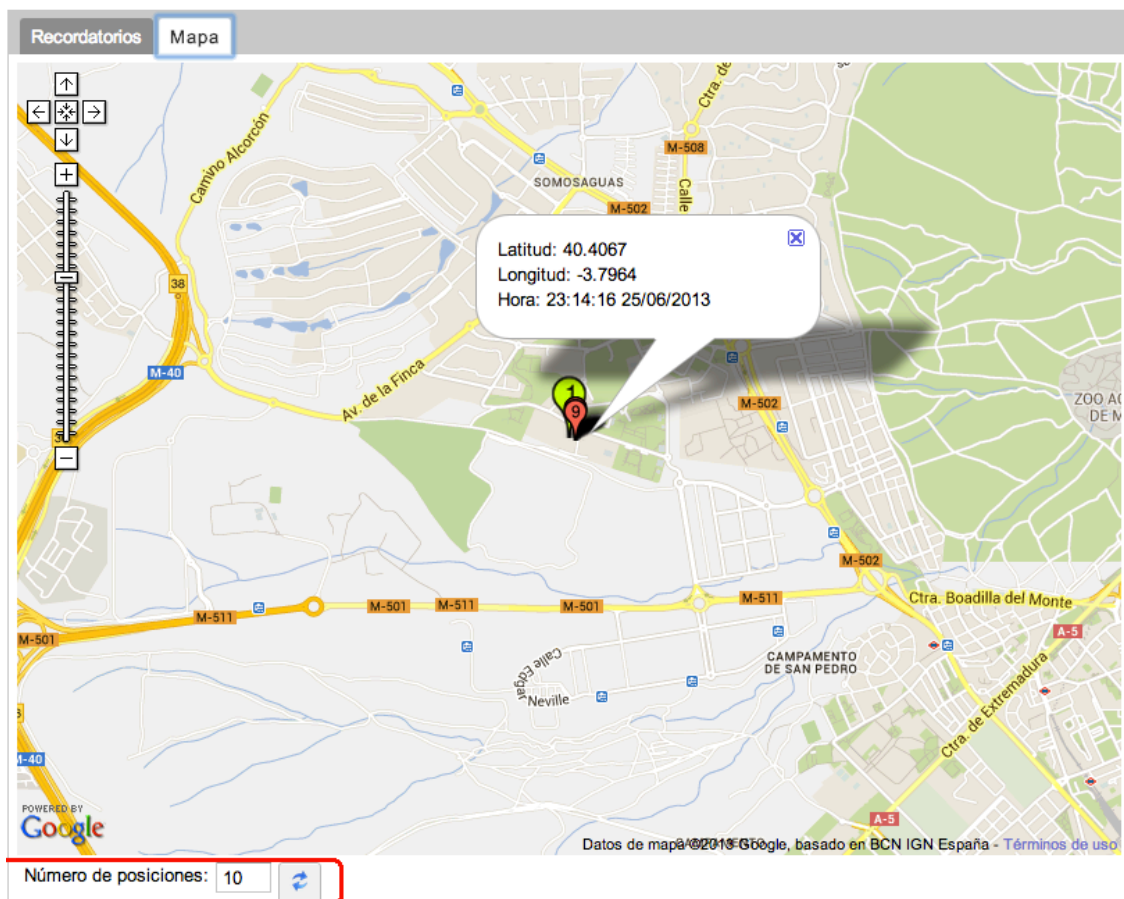 Recordatorios
Mapa
Camino Alcorcón
Ctra. de
M-508
SOMOSAGUAS
Calle
M-502
Latitud: 40.4067
Longitud: -3.7964
Hora: 23:14:16 25/06/2013
38
M-40
Av. de la Finca
1
9
M-502
M-502
M-501
M-511
M-501
M-511
M-501
M-511
Ctra. Boadilla del Monte
A-5
CAMPAMENTO
DE SAN PEDRO
Calle Edgar
Neville
Ctra. de Extremadura
POWERED BY
Google
A-5
Datos de mapa ©2013 Google, basado en BCN IGN España - Términos de uso
Número de posiciones: 10